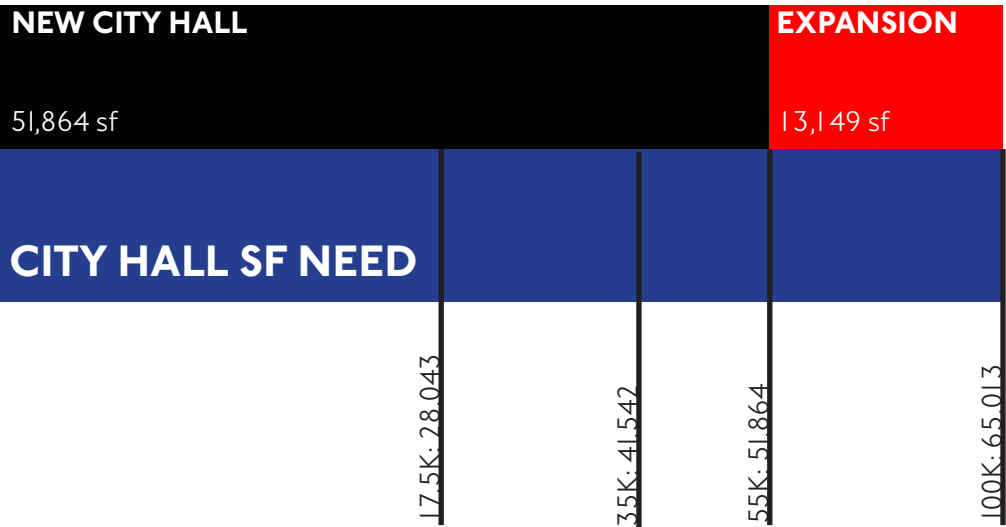 NEW CITY HALL
EXPANSION
51,864 sf
13,149 sf
CITY HALL SF NEED
17.5K: 28.043
35K: 41.542
55K: 51.864
100K: 65.013